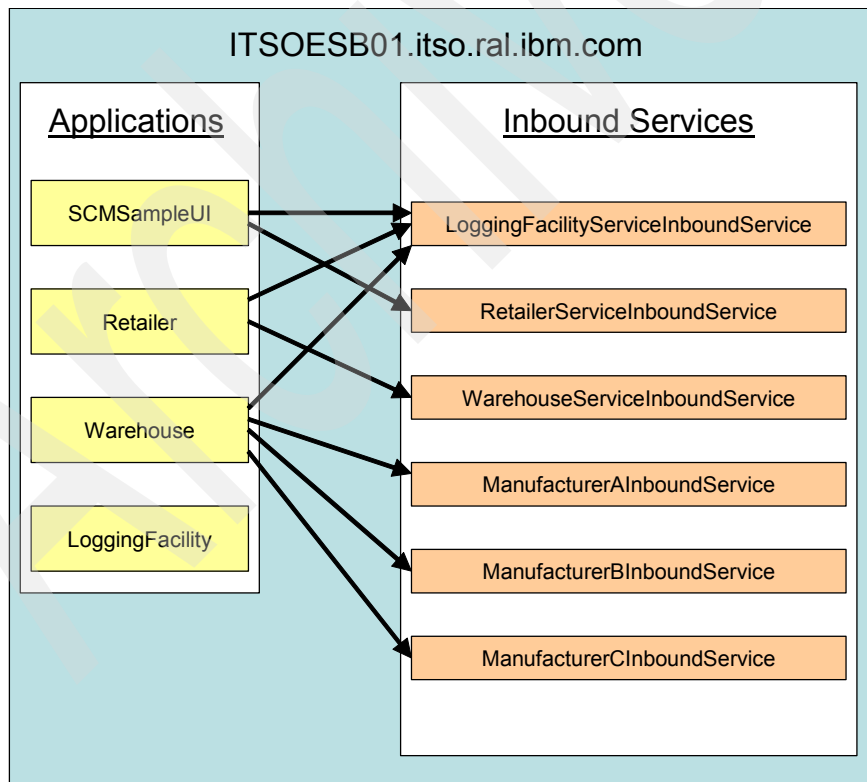 ITSOESB01.itso.ral.ibm.com
Applications
SCMSampleUI
Retailer
Warehouse
LoggingFacility
Inbound Services
LoggingFacilityServiceInboundService
RetailerServiceInboundService
WarehouseServiceInboundService
ManufacturerAInboundService
ManufacturerBInboundService
ManufacturerCInboundService